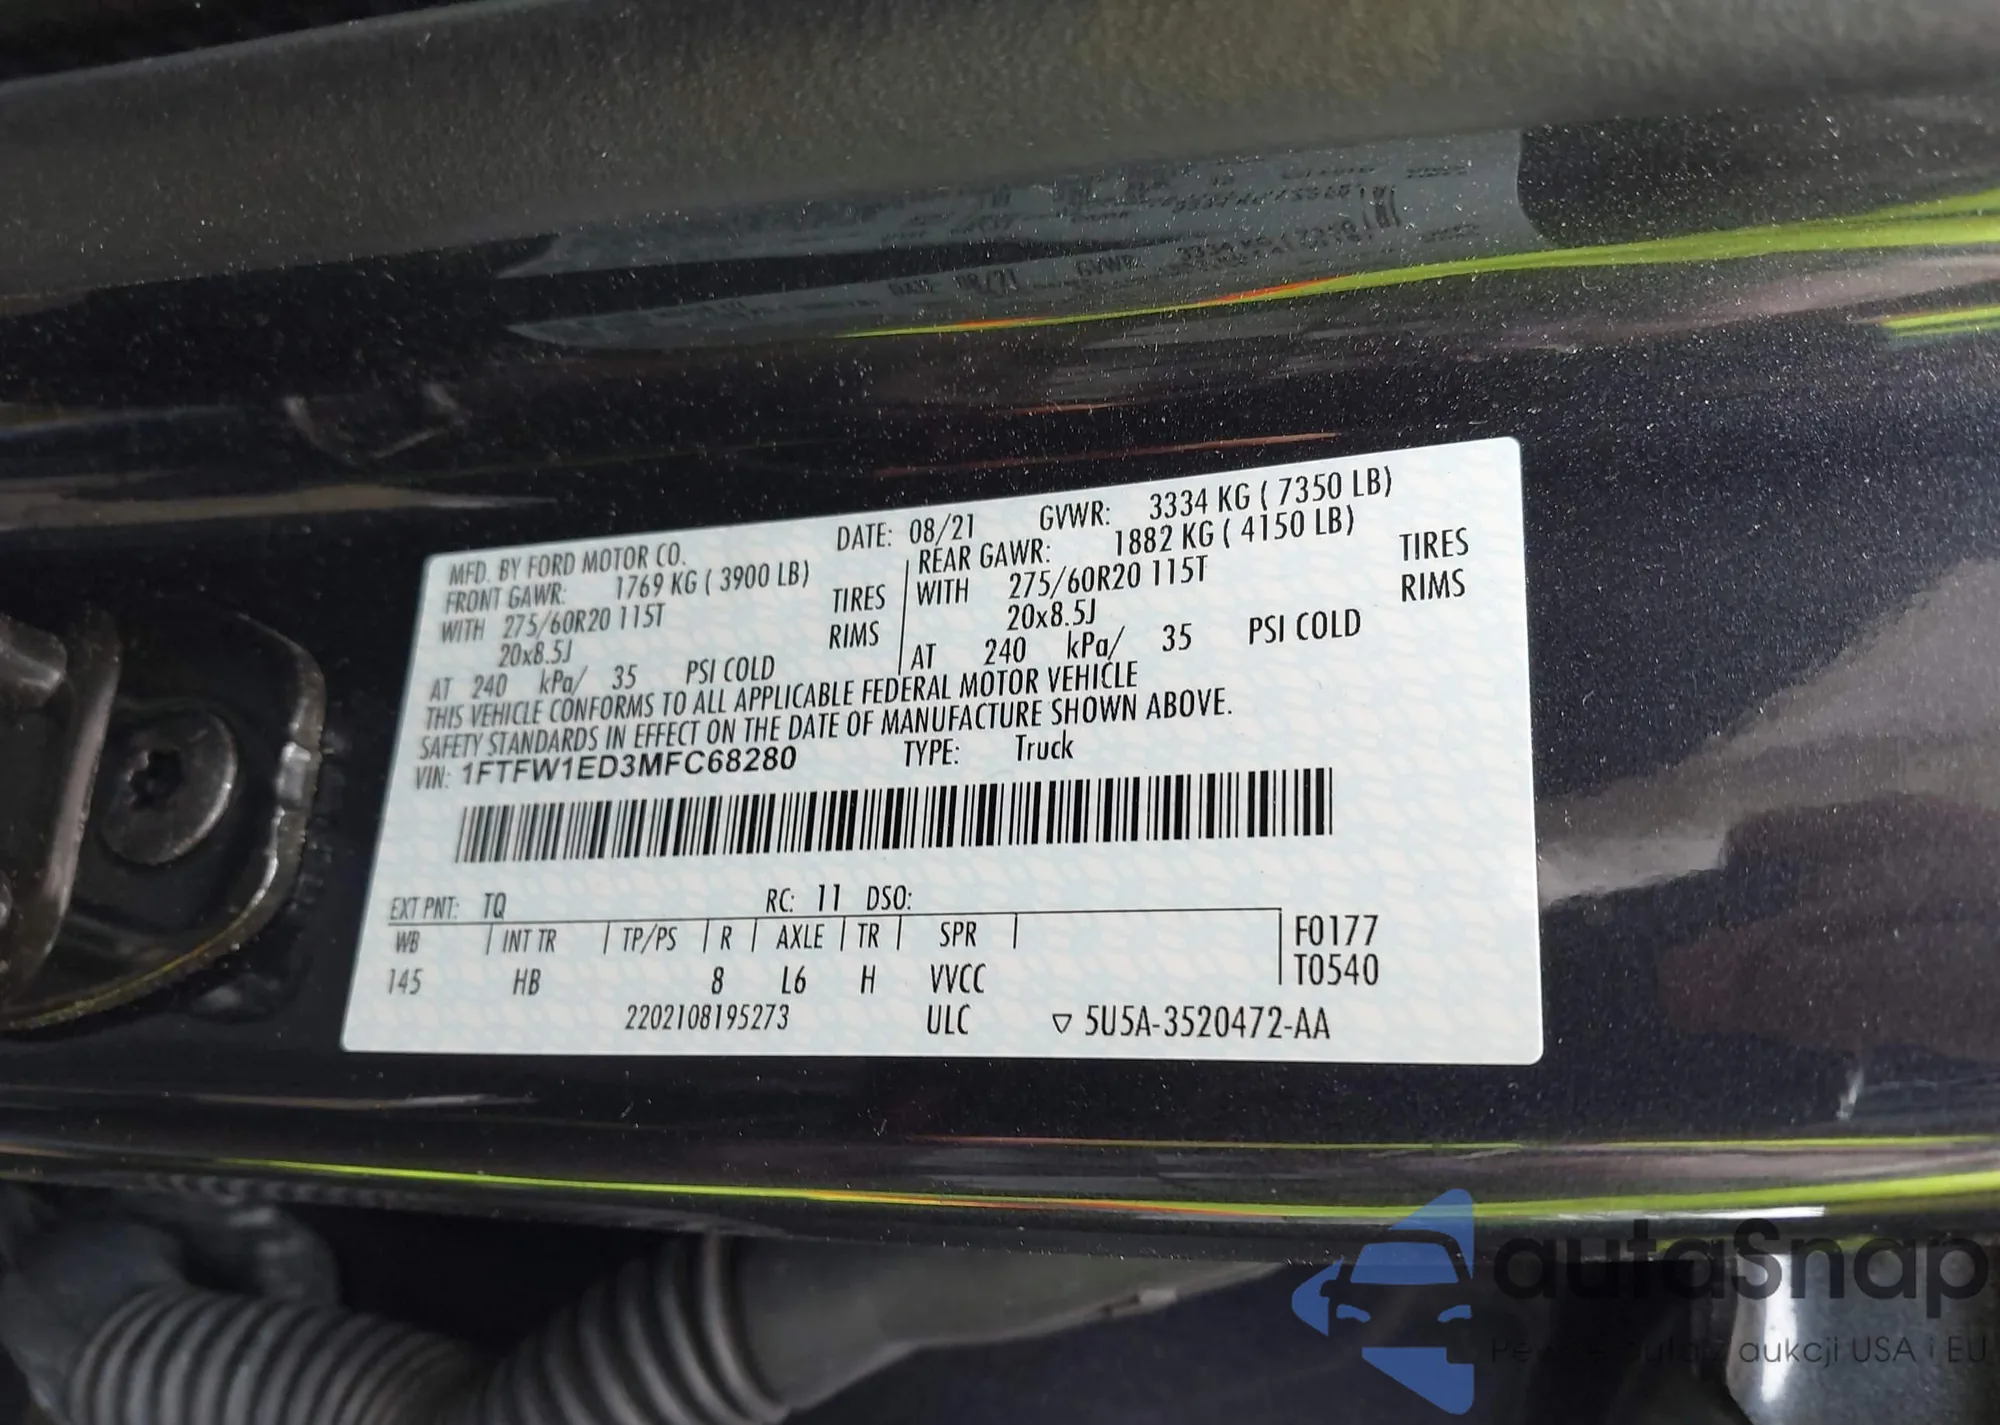 MFD. BY FORD MOTOR CO. DATE: 08/21 GVWR: 3334 KG ( 7350 LB)
FRONT GAWR: 1769 KG ( 3900 LB) REAR GAWR: 1882 KG ( 4150 LB)
WITH 275/60R20 115T TIRES WITH 275/60R20 115T TIRES
20x8.5J RIMS 20x8.5J RIMS
AT 240 kPa/ 35 PSI COLD AT 240 kPa/ 35 PSI COLD
THIS VEHICLE CONFORMS TO ALL APPLICABLE FEDERAL MOTOR VEHICLE
SAFETY STANDARDS IN EFFECT ON THE DATE OF MANUFACTURE SHOWN ABOVE.
VIN: 1FTFW1ED3MFC68280 TYPE: Truck
EXT PNT: TQ RC: 11 DSO:
WB INT TR TP/PS R AXLE TR SPR F0177
145 HB 8 L6 H VVCC T0540
2202108195273 ULC ▽ 5U5A-3520472-AA
autaSnap
aukcji USA i EU